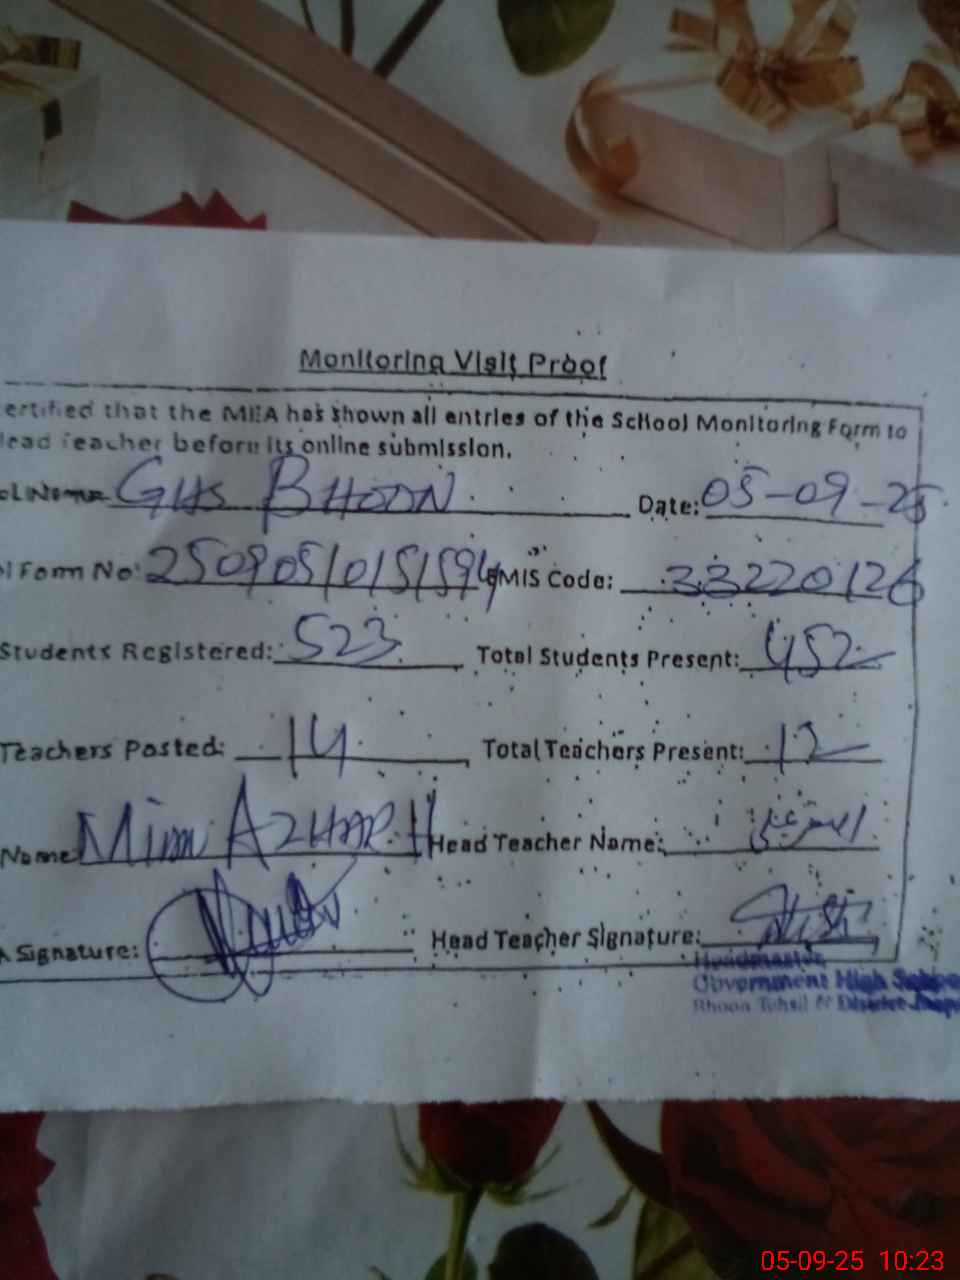 Monitoring Visit Proof
ertified that the MEA has shown all entries of the School Monitoring Form to
lead Teacher before its online submission.
ol Name GHS BHOON Date: 05-09-25
l Form No: 25090510151594 EMIS Code: 33220126
Students Registered: 523 Total Students Present: 452
Teachers Posted: 14 Total Teachers Present: 12
Name Mian AZHAR H Head Teacher Name:
A Signature: Head Teacher Signature:
Headmaster
Government High School
Bhoon Tehsil & District
05-09-25 10:23